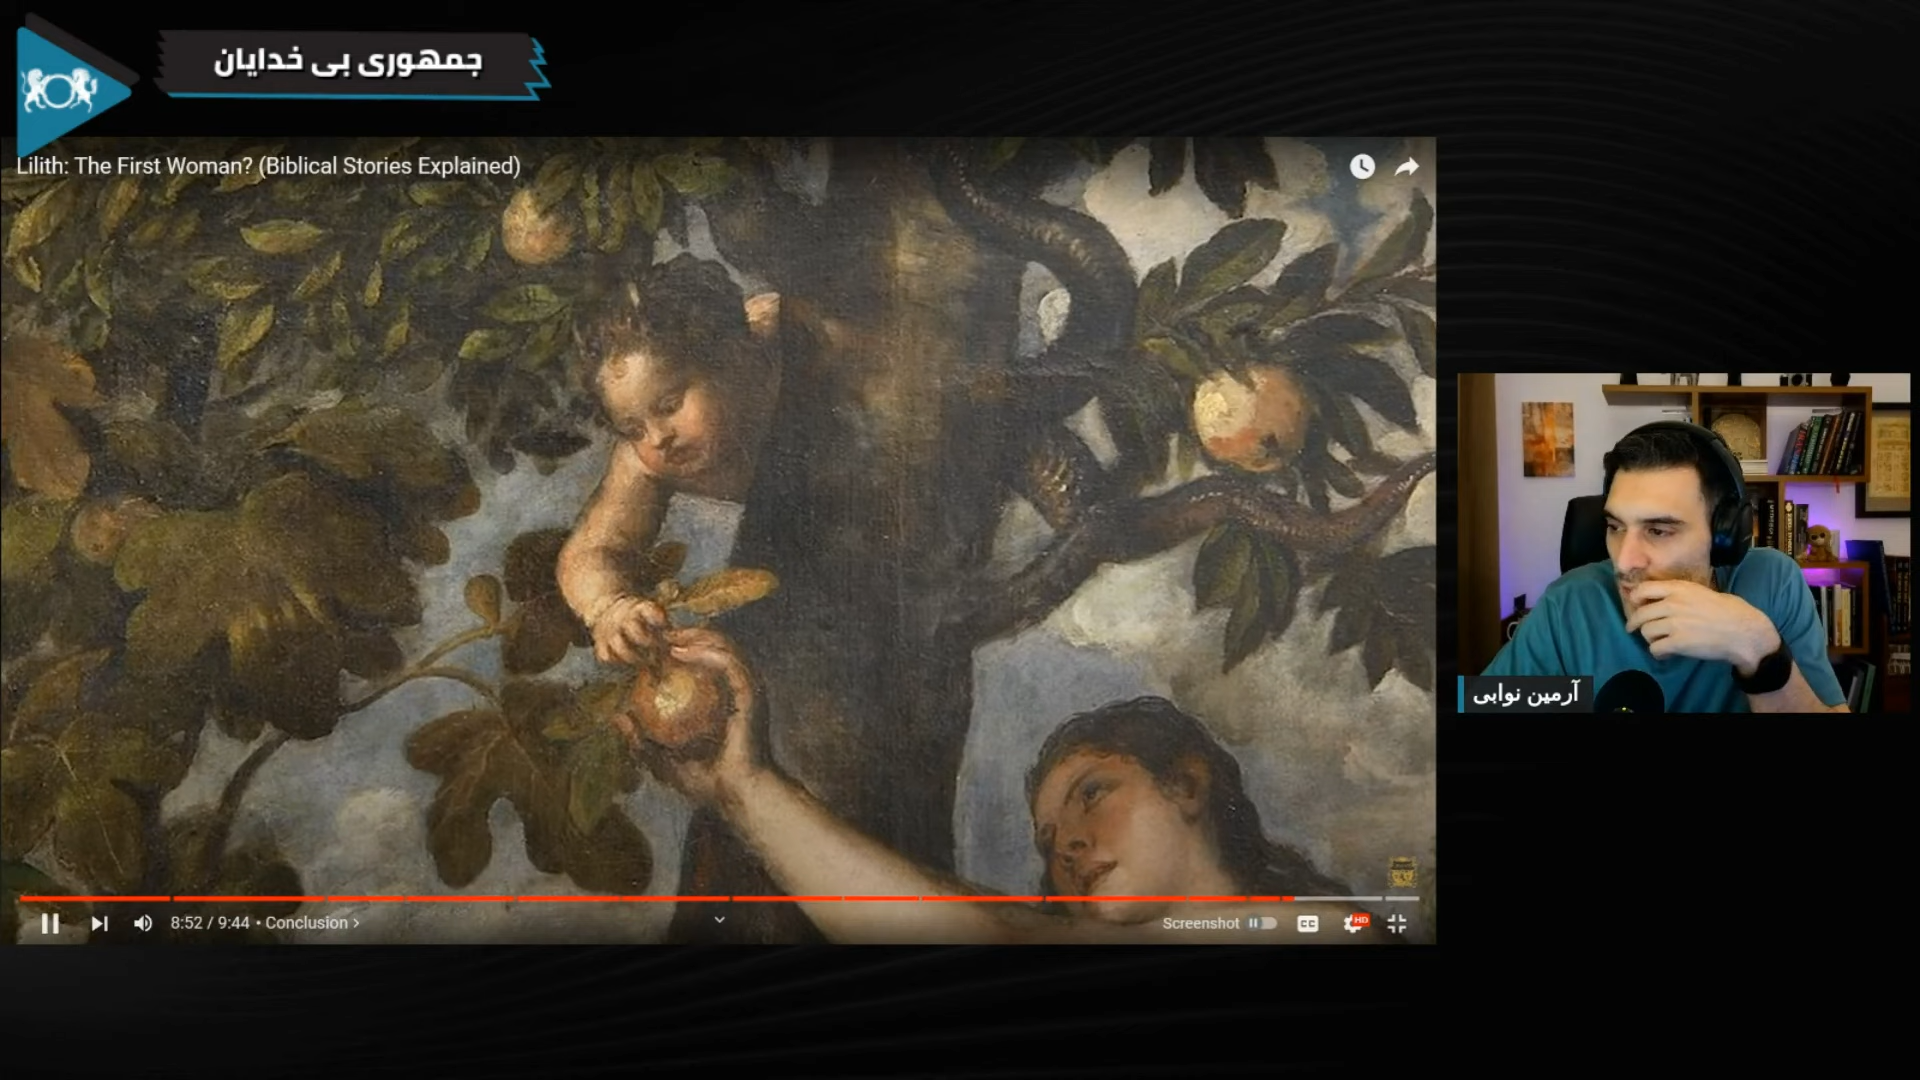 جمهوری بی خدایان
Lilith: The First Woman? (Biblical Stories Explained)
آرمین نوابی
8:52 / 9:44 • Conclusion
Screenshot
CC
HD